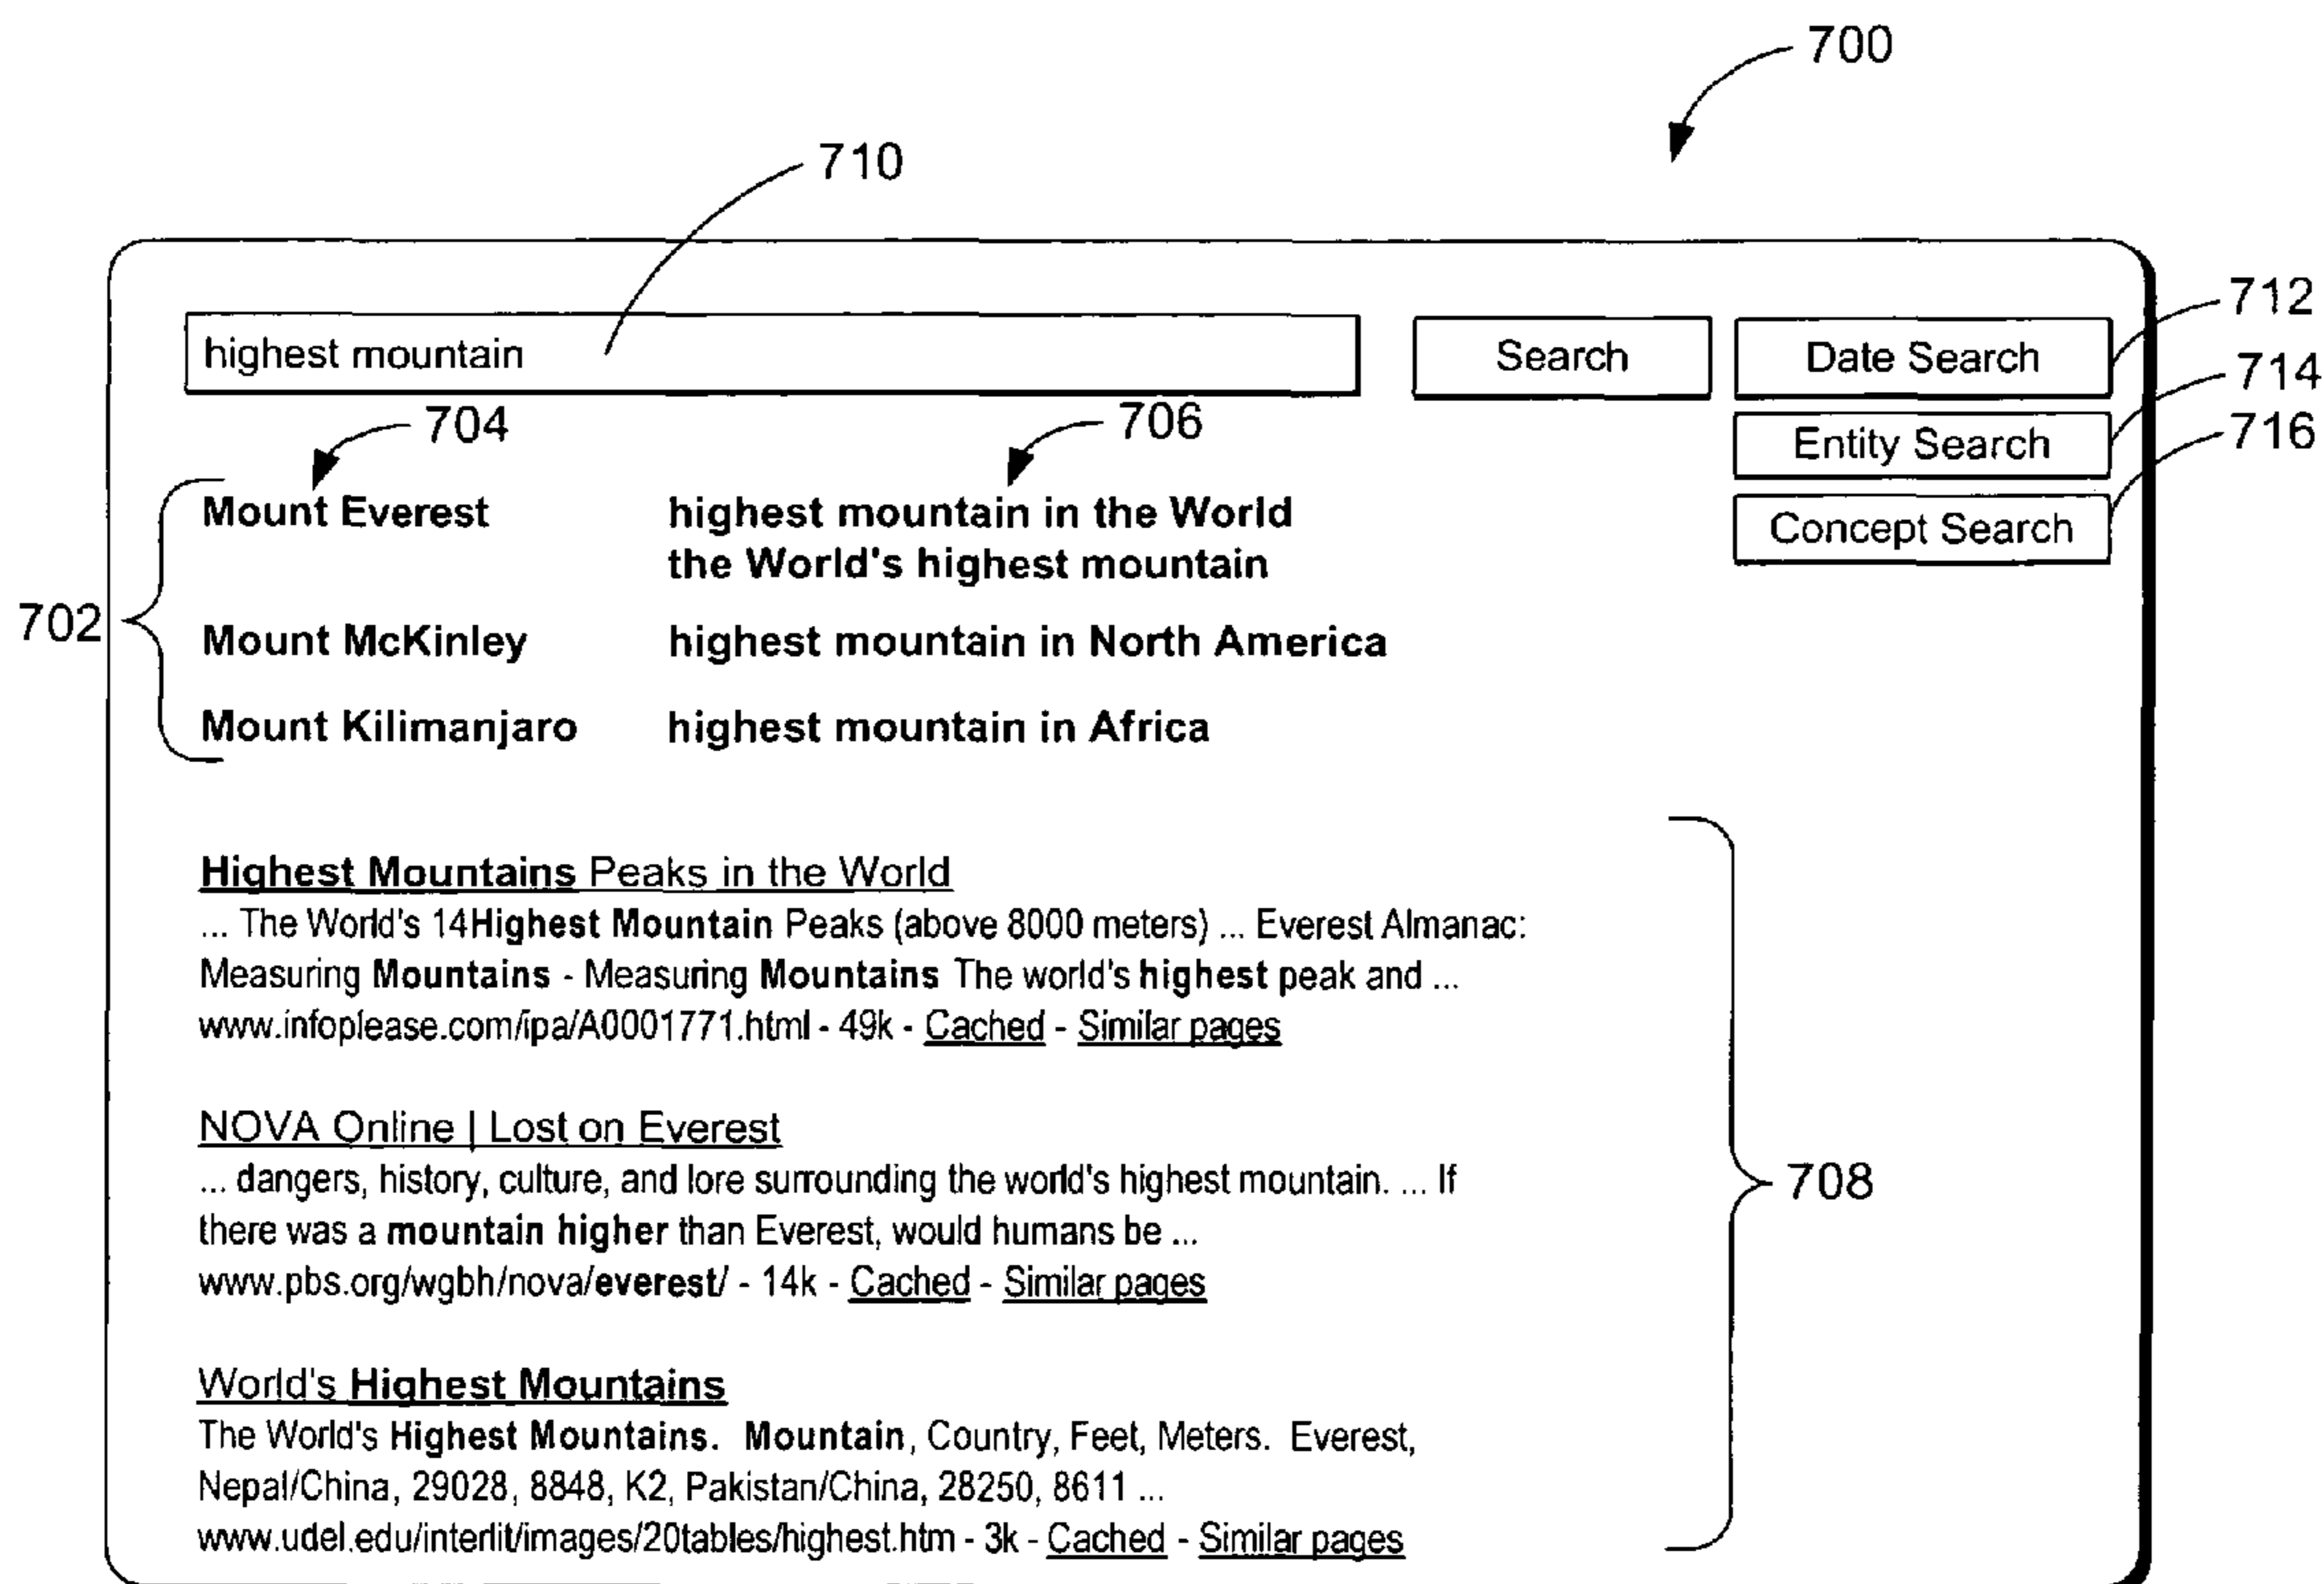 700
710
712
highest mountain
Search
Date Search
714
704
706
716
Entity Search
Mount Everest
highest mountain in the World
Concept Search
the World's highest mountain
702
Mount McKinley
highest mountain in North America
Mount Kilimanjaro
highest mountain in Africa
Highest Mountains Peaks in the World
... The World's 14Highest Mountain Peaks (above 8000 meters) ... Everest Almanac:
Measuring Mountains - Measuring Mountains The world's highest peak and ...
www.infoplease.com/ipa/A0001771.html - 49k - Cached - Similar pages
NOVA Online | Lost on Everest
... dangers, history, culture, and lore surrounding the world's highest mountain. ... If
there was a mountain higher than Everest, would humans be ...
www.pbs.org/wgbh/nova/everest/ - 14k - Cached - Similar pages
708
World's Highest Mountains
The World's Highest Mountains. Mountain, Country, Feet, Meters. Everest,
Nepal/China, 29028, 8848, K2, Pakistan/China, 28250, 8611 ...
www.udel.edu/interlit/images/20tables/highest.htm - 3k - Cached - Similar pages